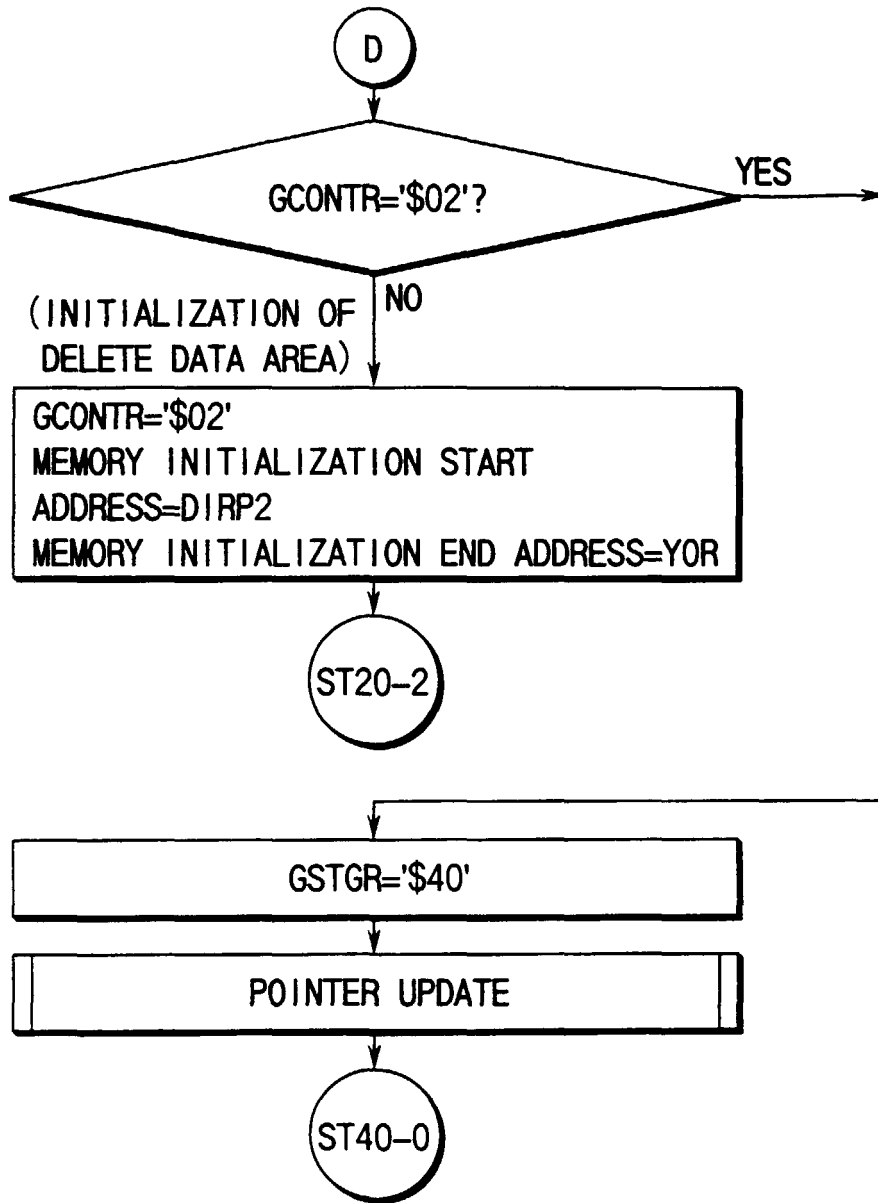 D
GCONTR='$02'?
YES
NO
(INITIALIZATION OF
DELETE DATA AREA)
GCONTR='$02'
MEMORY INITIALIZATION START
ADDRESS=DIRP2
MEMORY INITIALIZATION END ADDRESS=YOR
ST20-2
GSTGR='$40'
POINTER UPDATE
ST40-0